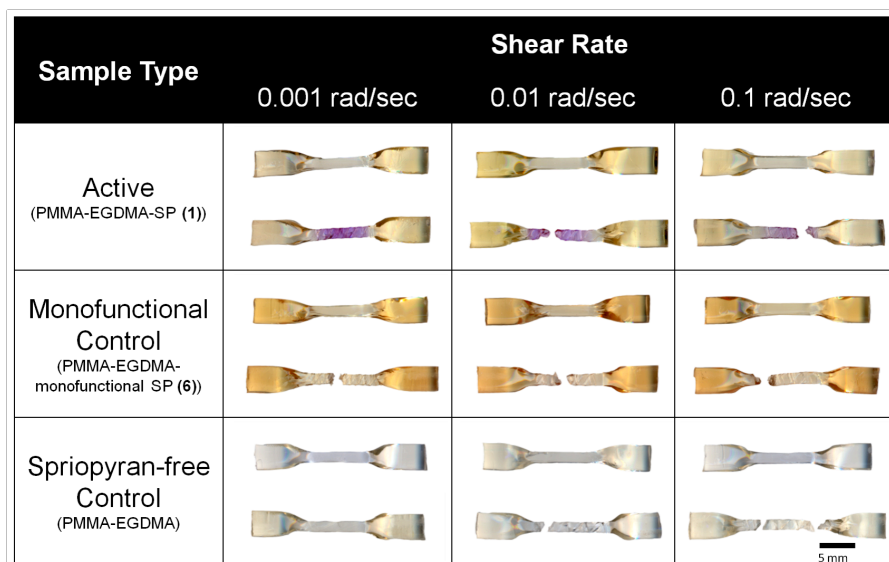 Sample Type
Shear Rate
0.001 rad/sec
0.01 rad/sec
0.1 rad/sec
Active
(PMMA-EGDMA-SP (1))
Monofunctional
Control
(PMMA-EGDMA-
monofunctional SP (6))
Spriopyran-free
Control
(PMMA-EGDMA)
5 mm